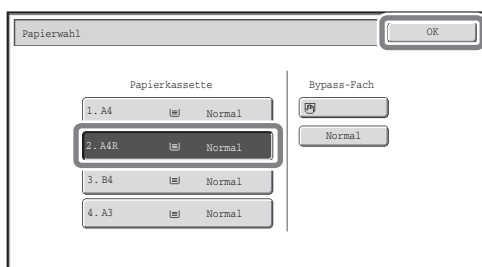 Papierwahl
OK
Papierkassette
Bypass-Fach
1. A4 Normal
2. A4R Normal
Normal
3. B4 Normal
4. A3 Normal